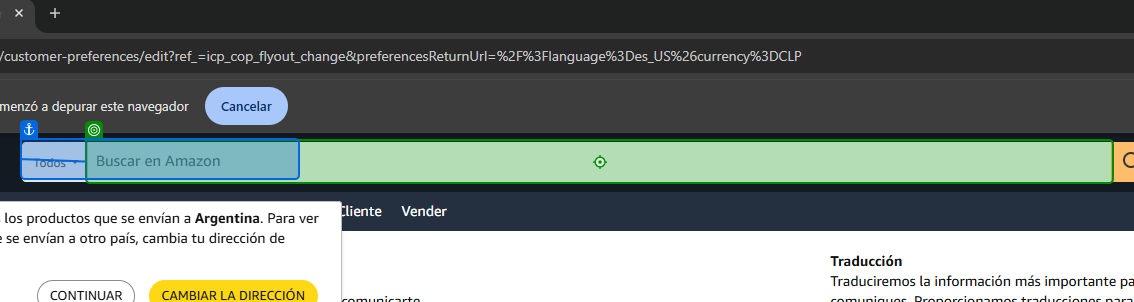 /customer-preferences/edit?ref_=icp_cop_flyout_change&preferencesReturnUrl=%2F%3Flanguage%3Des_US%26currency%3DCLP
menzó a depurar este navegador
Cancelar
Todos
Buscar en Amazon
Cliente
Vender
los productos que se envían a Argentina. Para ver
e se envían a otro país, cambia tu dirección de
CONTINUAR
CAMBIAR LA DIRECCIÓN
comunicarte
Traducción
Traduciremos la información más importante pa
comuniques. Proporcionamos traducciones para